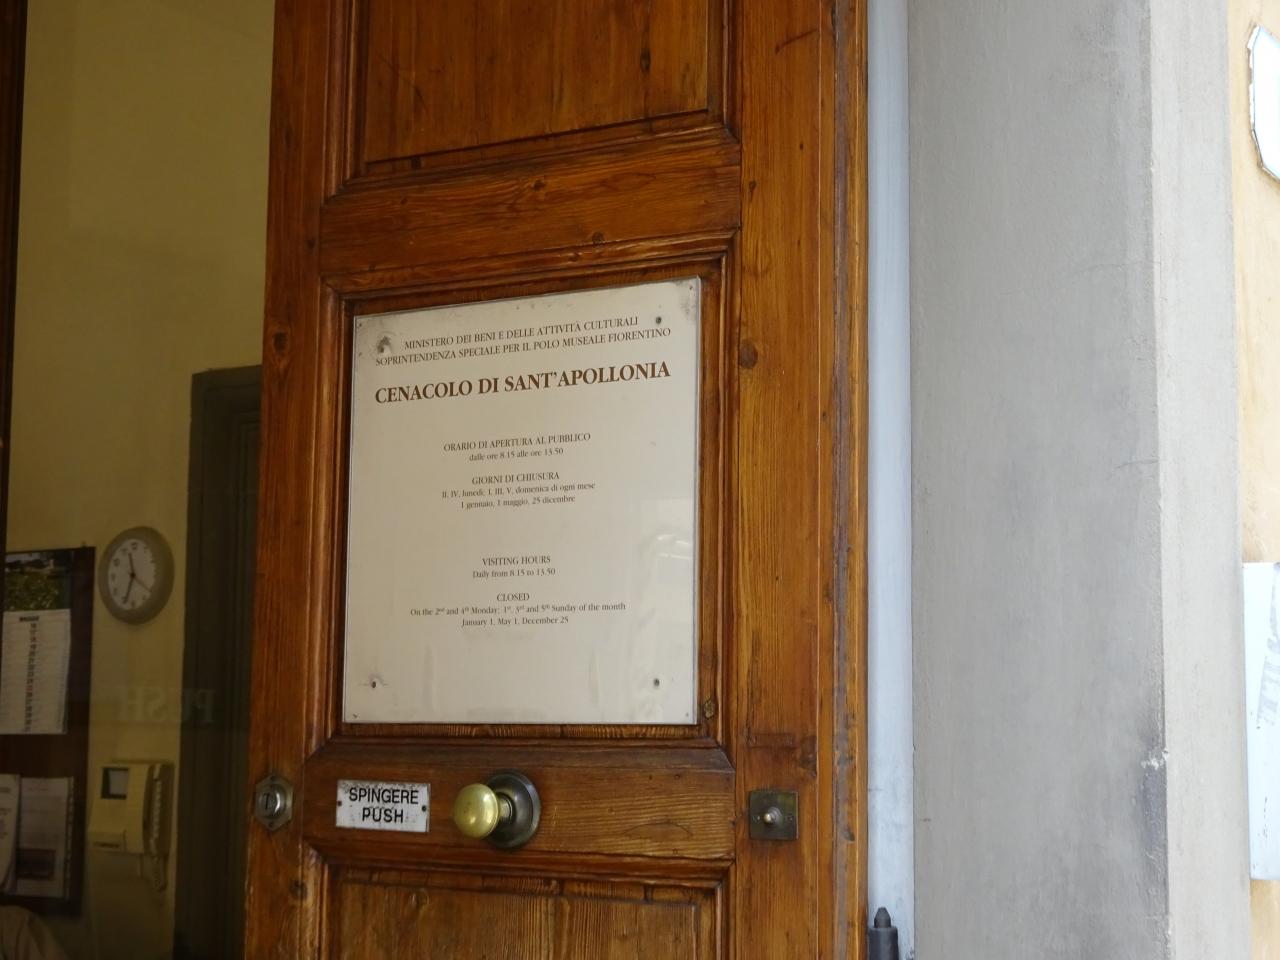 MINISTERO DEI BENI E DELLE ATTIVITÀ CULTURALI
SOPRINTENDENZA SPECIALE PER IL POLO MUSEALE FIORENTINO
CENACOLO DI SANT'APOLLONIA
ORARIO DI APERTURA AL PUBBLICO
dalle ore 8.15 alle ore 13.50
GIORNI DI CHIUSURA
II, IV, lunedì; I, III, V, domenica di ogni mese
1 gennaio, 1 maggio, 25 dicembre
VISITING HOURS
Daily from 8.15 to 13.50
CLOSED
On the 2nd and 4th Monday; 1st, 3rd and 5th Sunday of the month
January 1, May 1, December 25
SPINGERE
PUSH
PUSH